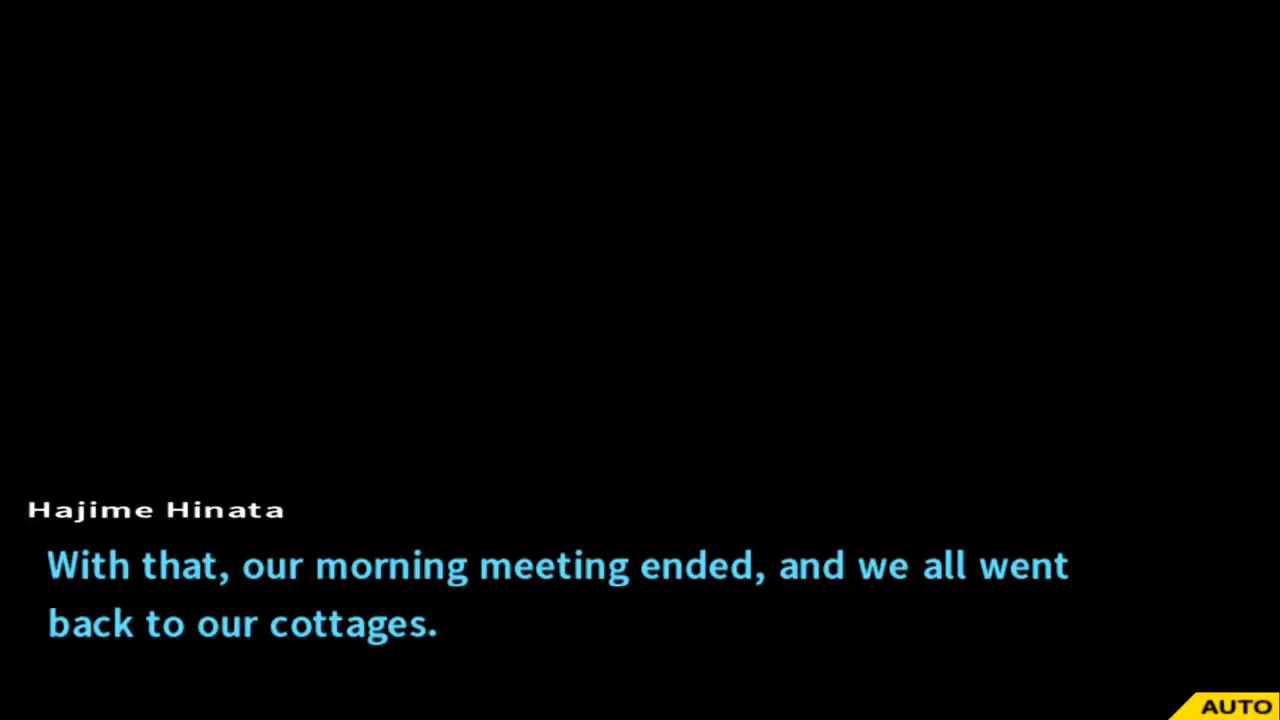 Hajime Hinata
With that, our morning meeting ended, and we all went
back to our cottages.
AUTO